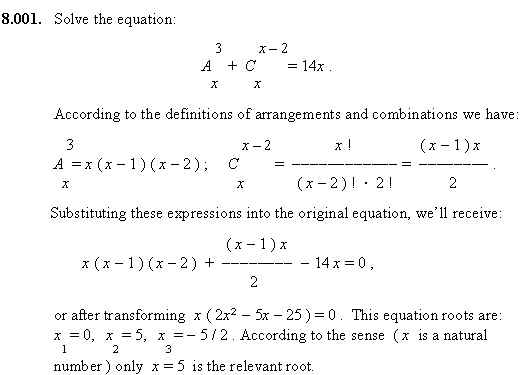 8.001. Solve the equation:
3 x – 2
A + C = 14x .
x x
According to the definitions of arrangements and combinations we have:
3 x – 2 x ! ( x – 1 ) x
A = x ( x – 1 ) ( x – 2 ) ; C = –––––––––––– = –––––––– .
x x ( x – 2 ) ! · 2 ! 2
Substituting these expressions into the original equation, we’ll receive:
( x – 1 ) x
x ( x – 1 ) ( x – 2 ) + –––––––– – 14 x = 0 ,
2
or after transforming x ( 2x² – 5x – 25 ) = 0 . This equation roots are:
x = 0, x = 5, x = – 5 / 2 . According to the sense ( x is a natural
1 2 3
number ) only x = 5 is the relevant root.